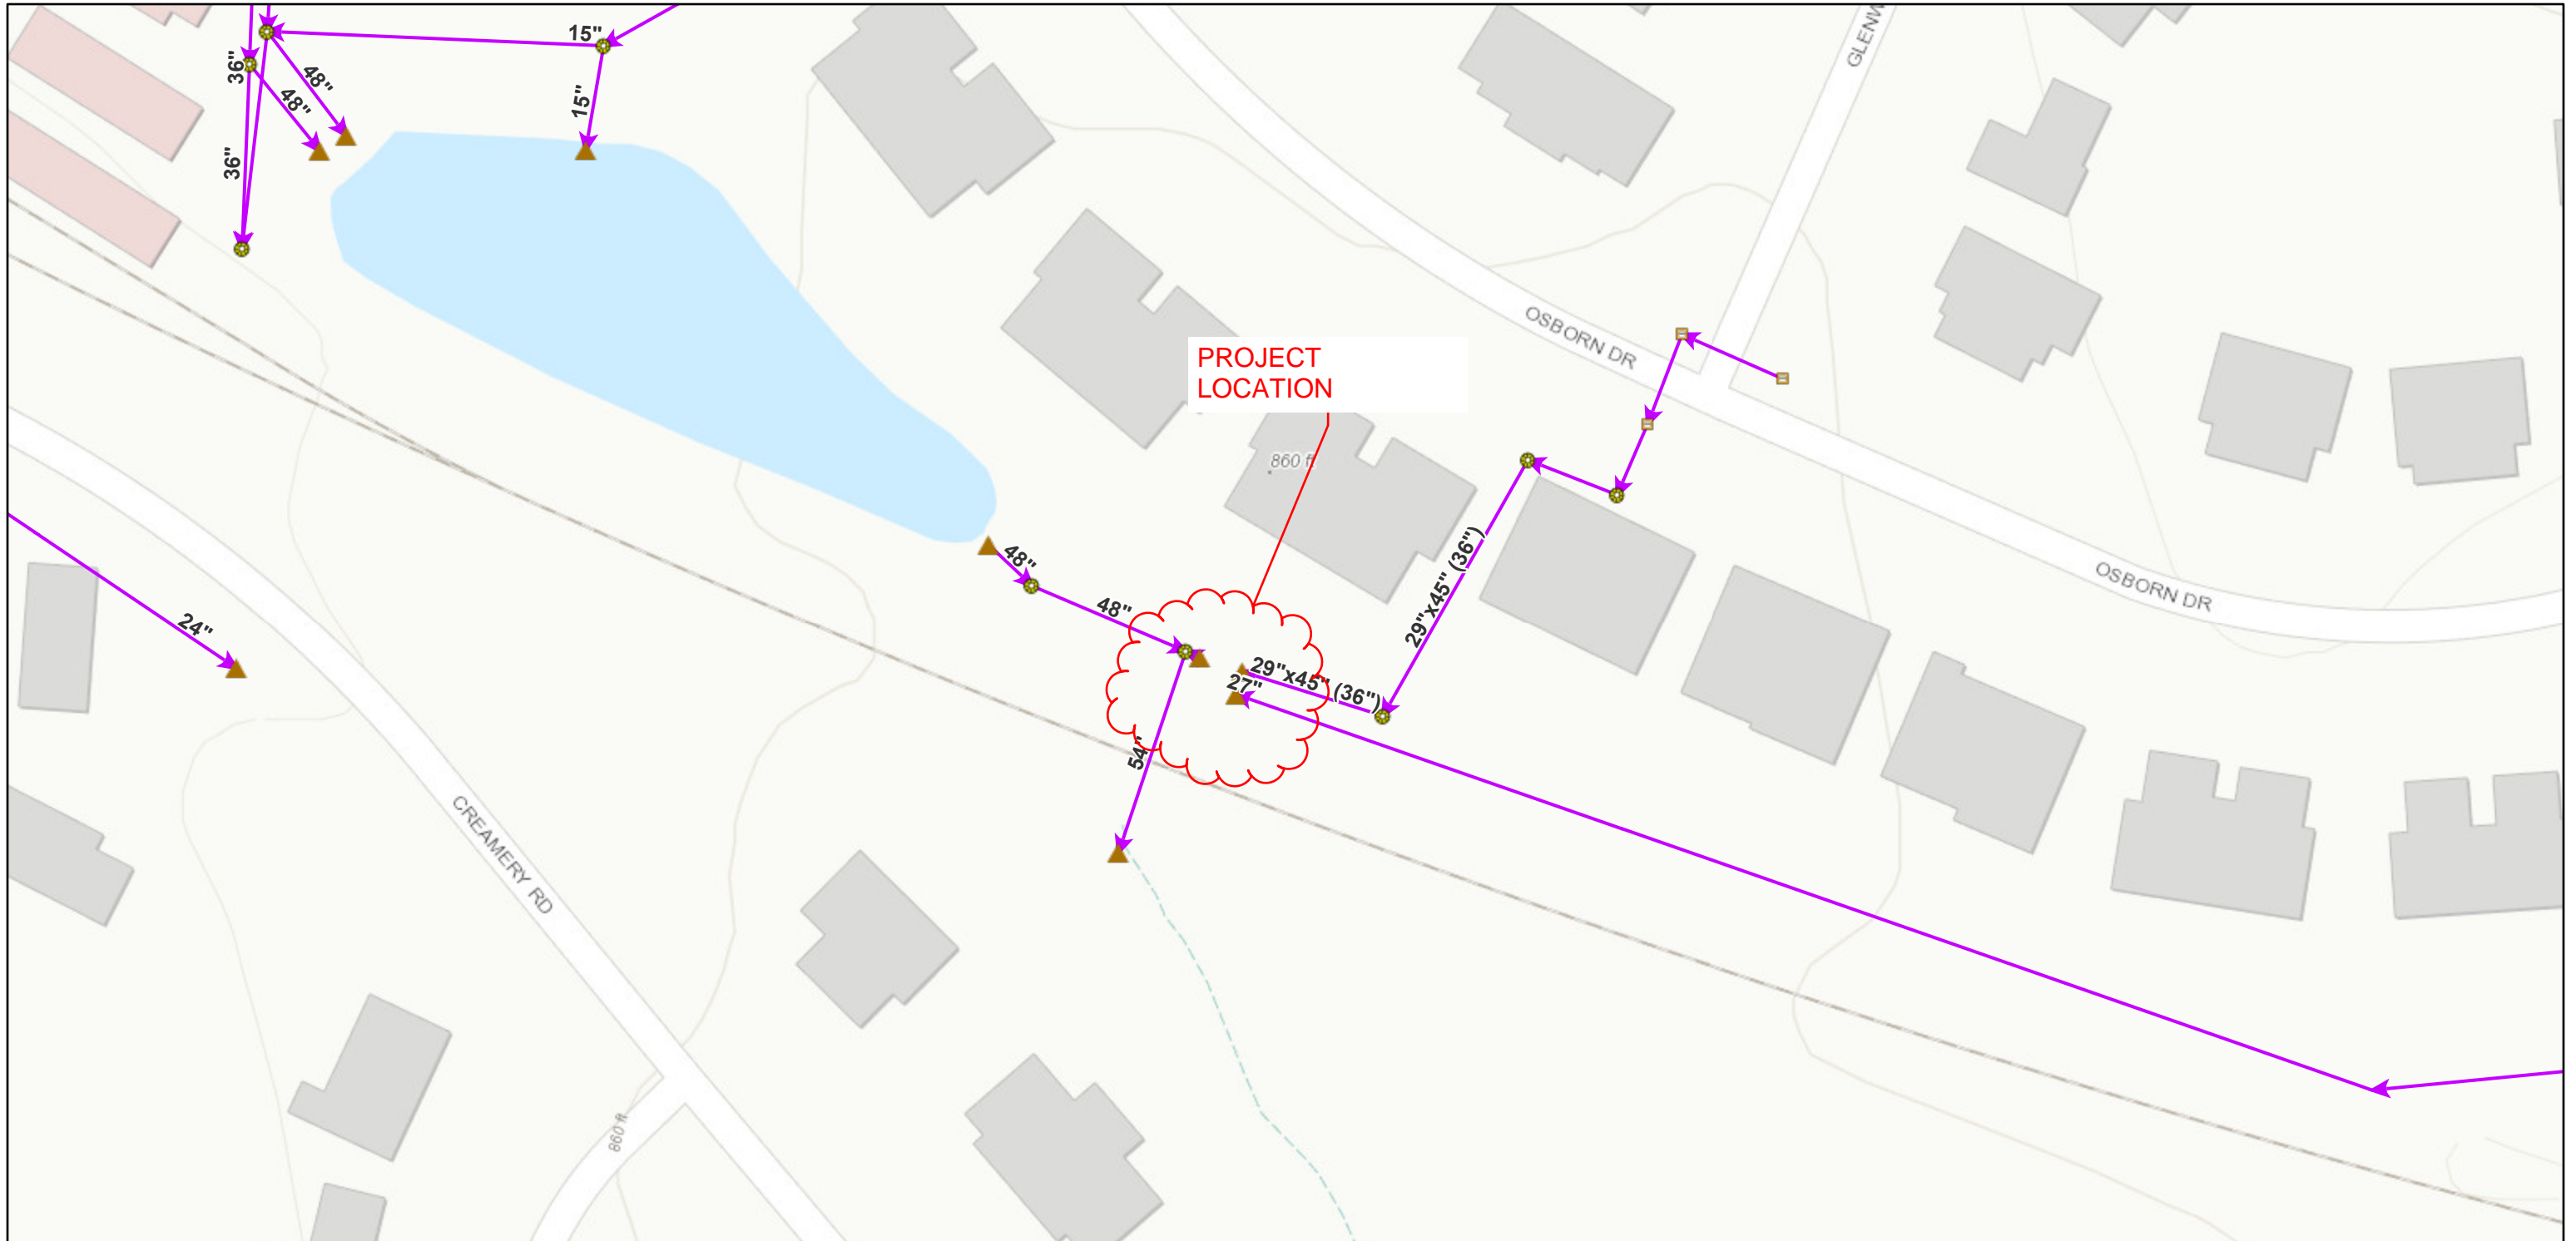 15"
GLENW
36"
48"
48"
15"
36"
OSBORN DR
PROJECT
LOCATION
860 ft
29"x45" (36")
48"
48"
OSBORN DR
24"
29"x45" (36")
27"
54"
CREAMERY RD
860 ft